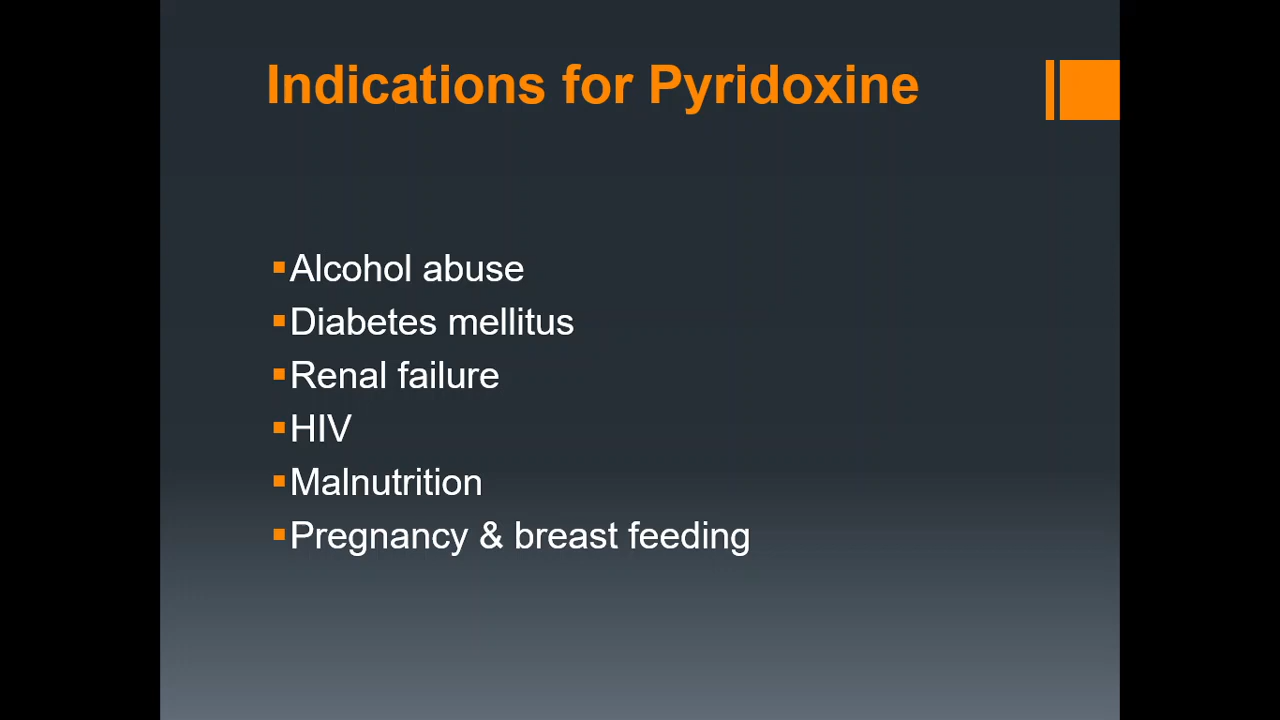 Indications for Pyridoxine
Alcohol abuse
Diabetes mellitus
Renal failure
HIV
Malnutrition
Pregnancy & breast feeding